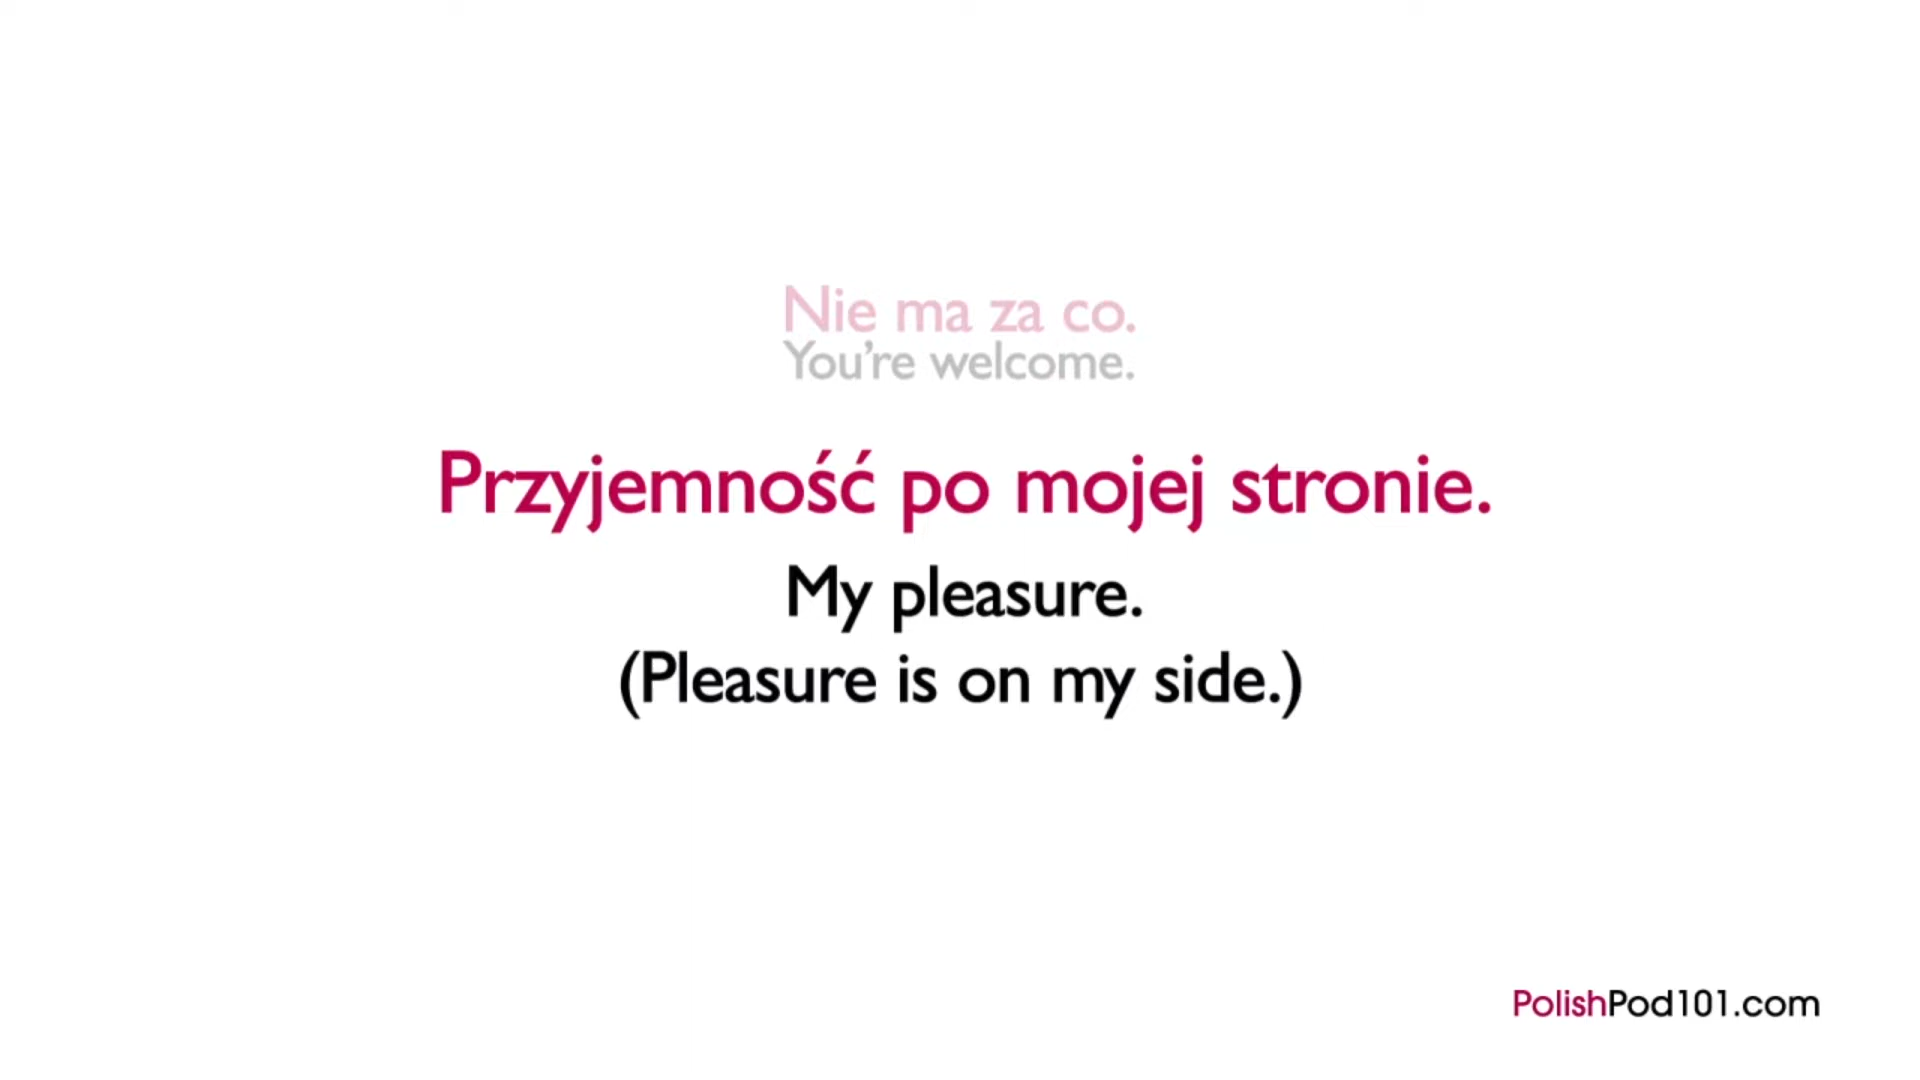 Nie ma za co.
You're welcome.
Przyjemność po mojej stronie.
My pleasure.
(Pleasure is on my side.)
PolishPod101.com